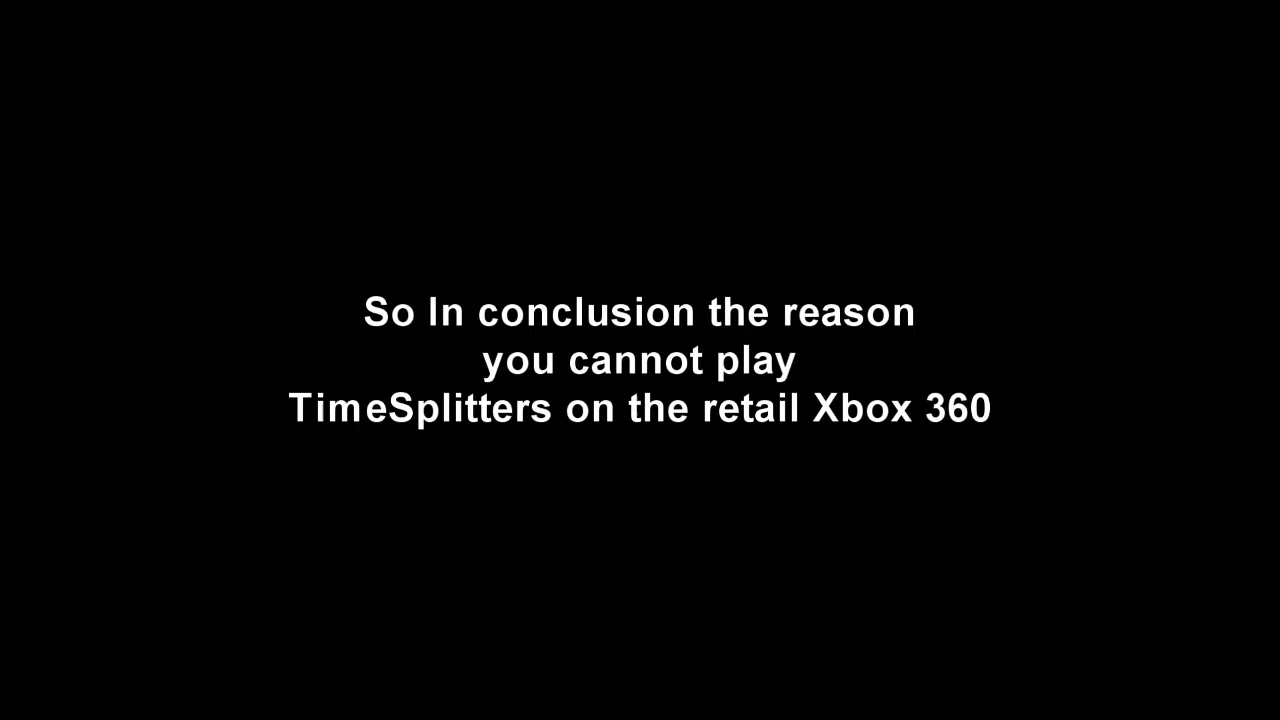 So In conclusion the reason
you cannot play
TimeSplitters on the retail Xbox 360